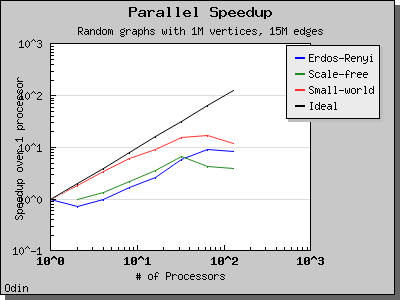 Parallel Speedup
Random graphs with 1M vertices, 15M edges
Erdos-Renyi
Scale-free
Small-world
Ideal
Speedup over 1 processor
10^3
10^2
10^1
10^0
10^-1
10^0
10^1
10^2
10^3
# of Processors
Odin